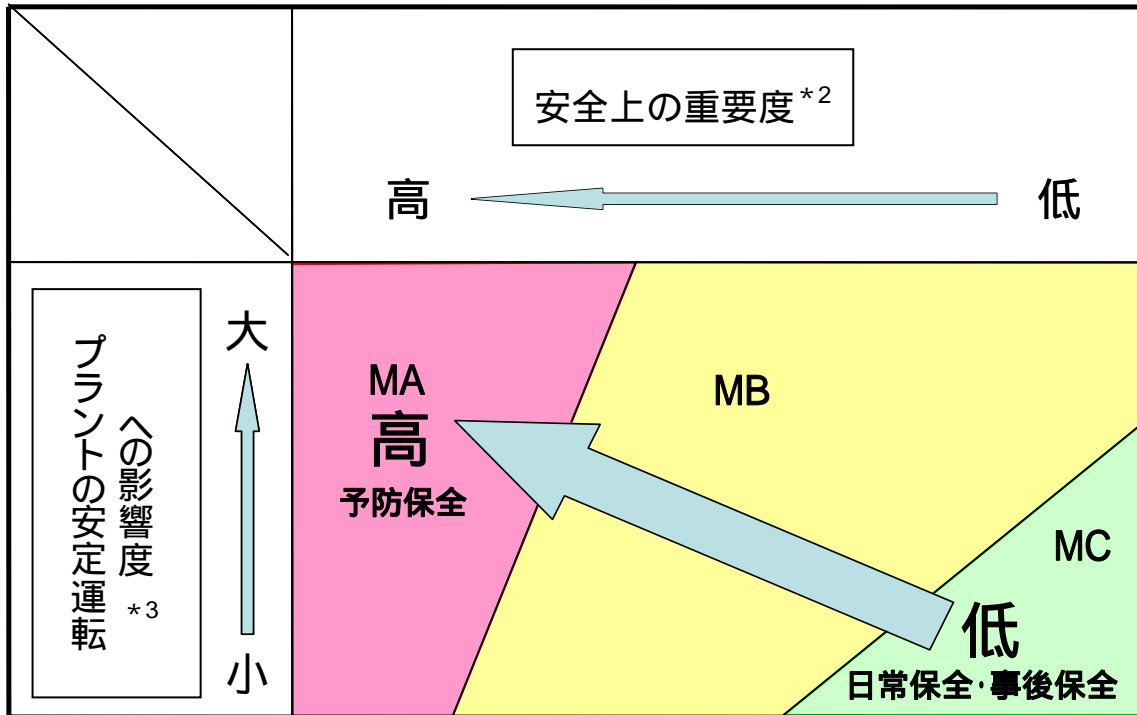 安全上の重要度*2
高
低
プラントの安定運転
への影響度*3
大
小
MA
高
予防保全
MB
MC
低
日常保全･事後保全